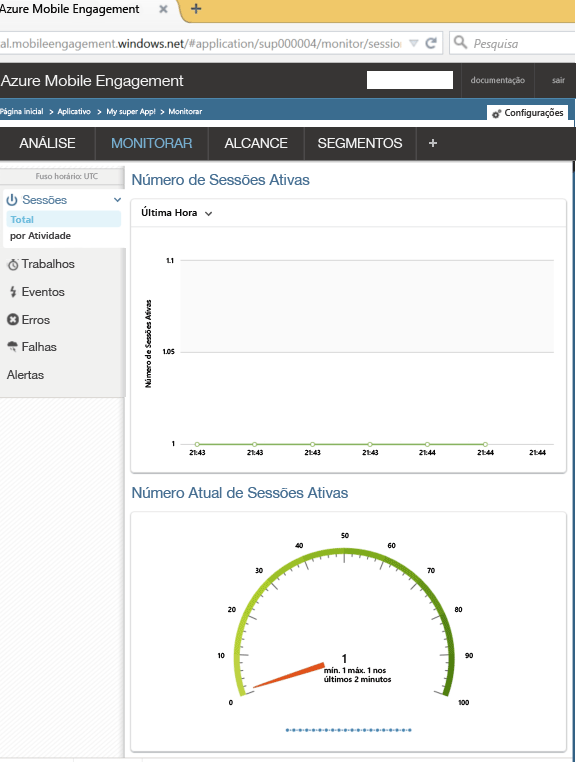 Azure Mobile Engagement
al.mobileengagement.windows.net/#application/sup000004/monitor/sessio
Pesquisa
Azure Mobile Engagement
documentação
sair
Página inicial > Aplicativo > My super App! > Monitorar
Configurações
ANÁLISE
MONITORAR
ALCANCE
SEGMENTOS
+
Fuso horário: UTC
Sessões
Total
por Atividade
Trabalhos
Eventos
Erros
Falhas
Alertas
Número de Sessões Ativas
Última Hora
Número de Sessões Ativas
1.1
1.05
1
21:43 21:43 21:43 21:43 21:44 21:44 21:44
Número Atual de Sessões Ativas
0
10
20
30
40
50
60
70
80
90
100
1
mín. 1 máx. 1 nos
últimos 2 minutos